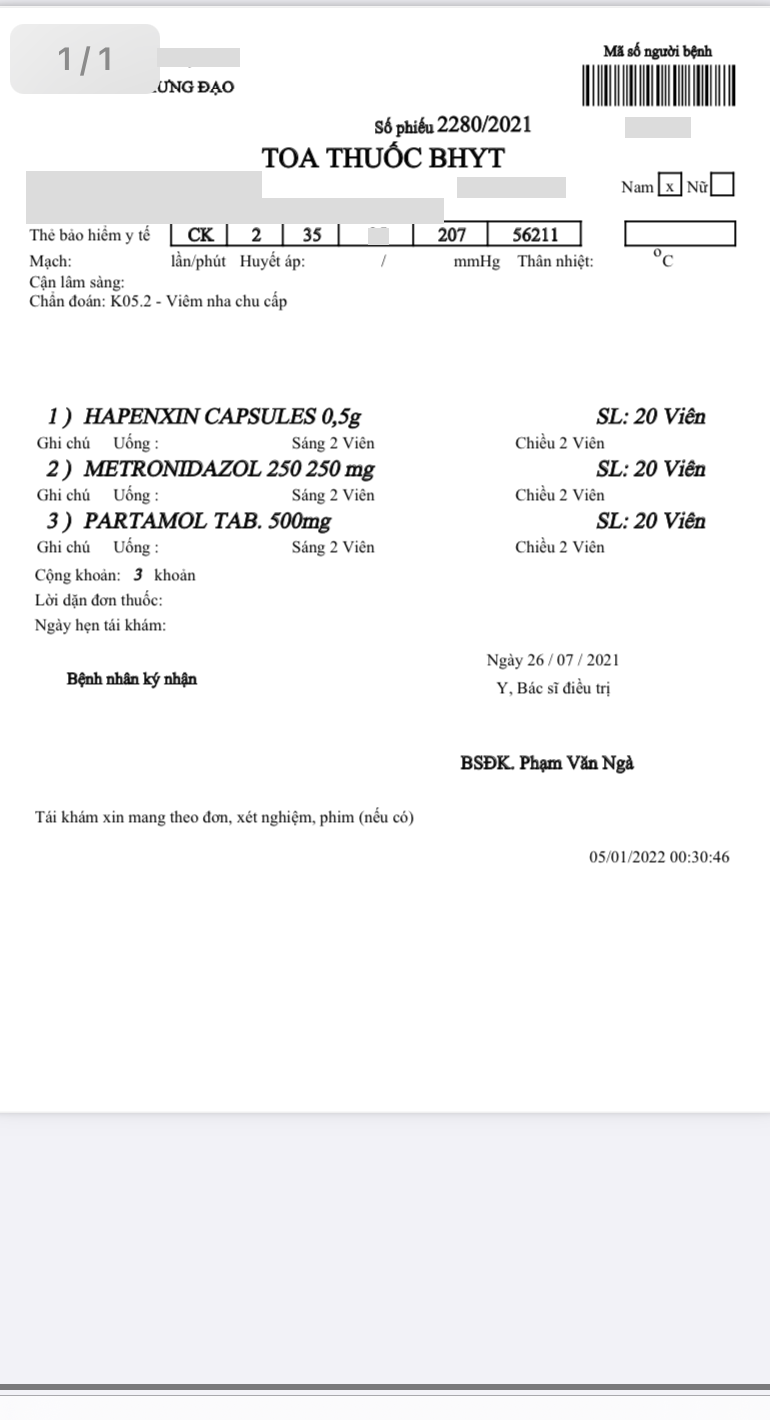 1/1
Mã số người bệnh
ƯNG ĐẠO
Số phiếu 2280/2021
TOA THUỐC BHYT
Nam x Nữ
Thẻ bảo hiểm y tế CK 2 35 207 56211
Mạch: lần/phút Huyết áp: / mmHg Thân nhiệt: ⁰C
Cận lâm sàng:
Chẩn đoán: K05.2 - Viêm nha chu cấp
1 ) HAPENXIN CAPSULES 0,5g SL: 20 Viên
Ghi chú Uống : Sáng 2 Viên Chiều 2 Viên
2 ) METRONIDAZOL 250 250 mg SL: 20 Viên
Ghi chú Uống : Sáng 2 Viên Chiều 2 Viên
3 ) PARTAMOL TAB. 500mg SL: 20 Viên
Ghi chú Uống : Sáng 2 Viên Chiều 2 Viên
Cộng khoản: 3 khoản
Lời dặn đơn thuốc:
Ngày hẹn tái khám:
Ngày 26 / 07 / 2021
Bệnh nhân ký nhận
Y, Bác sĩ điều trị
BSĐK. Phạm Văn Ngà
Tái khám xin mang theo đơn, xét nghiệm, phim (nếu có)
05/01/2022 00:30:46